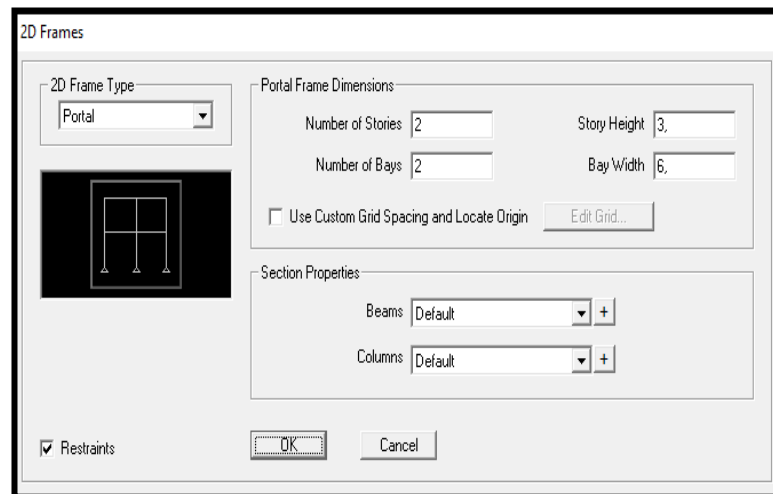 2D Frames
2D Frame Type
Portal
Portal Frame Dimensions
Number of Stories 2 Story Height 3,
Number of Bays 2 Bay Width 6,
Use Custom Grid Spacing and Locate Origin Edit Grid...
Section Properties
Beams Default +
Columns Default +
Restraints OK Cancel